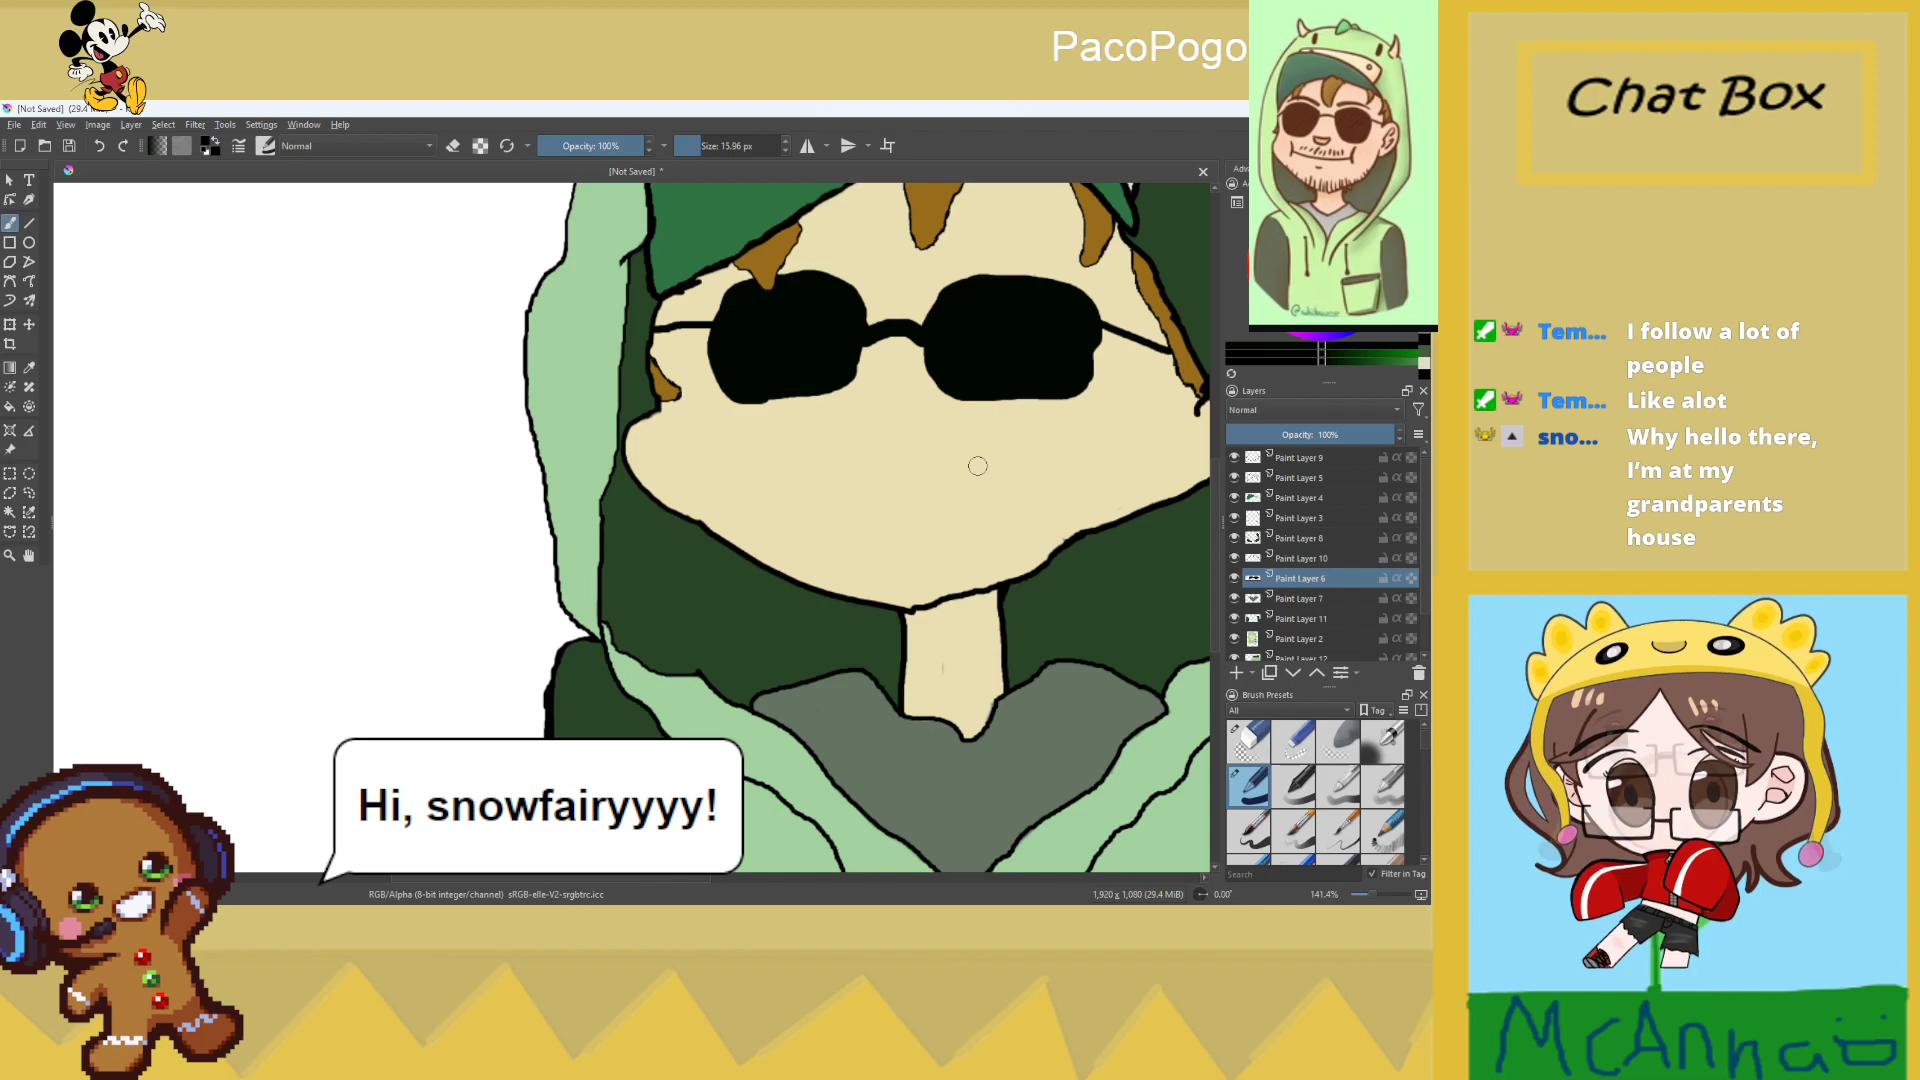 PacoPogo
Chat Box
[Not Saved] (29.4
File Edit View Image Layer Select Filter Tools Settings Window Help
Normal
Opacity: 100%
Size: 15.96 px
[Not Saved] *
Layers
Normal
Opacity: 100%
Paint Layer 9
Paint Layer 5
Paint Layer 4
Paint Layer 3
Paint Layer 8
Paint Layer 10
Paint Layer 6
Paint Layer 7
Paint Layer 11
Paint Layer 2
Paint Layer 12
Brush Presets
All
Tag
Search
Filter in Tag
RGB/Alpha (8-bit integer/channel) sRGB-elle-V2-srgbtrc.icc
1,920 x 1,080 (29.4 MiB)
0.00°
141.4%
Tem... I follow a lot of
people
Tem... Like alot
sno... Why hello there,
I’m at my
grandparents
house
Hi, snowfairyyyy!
McAnna